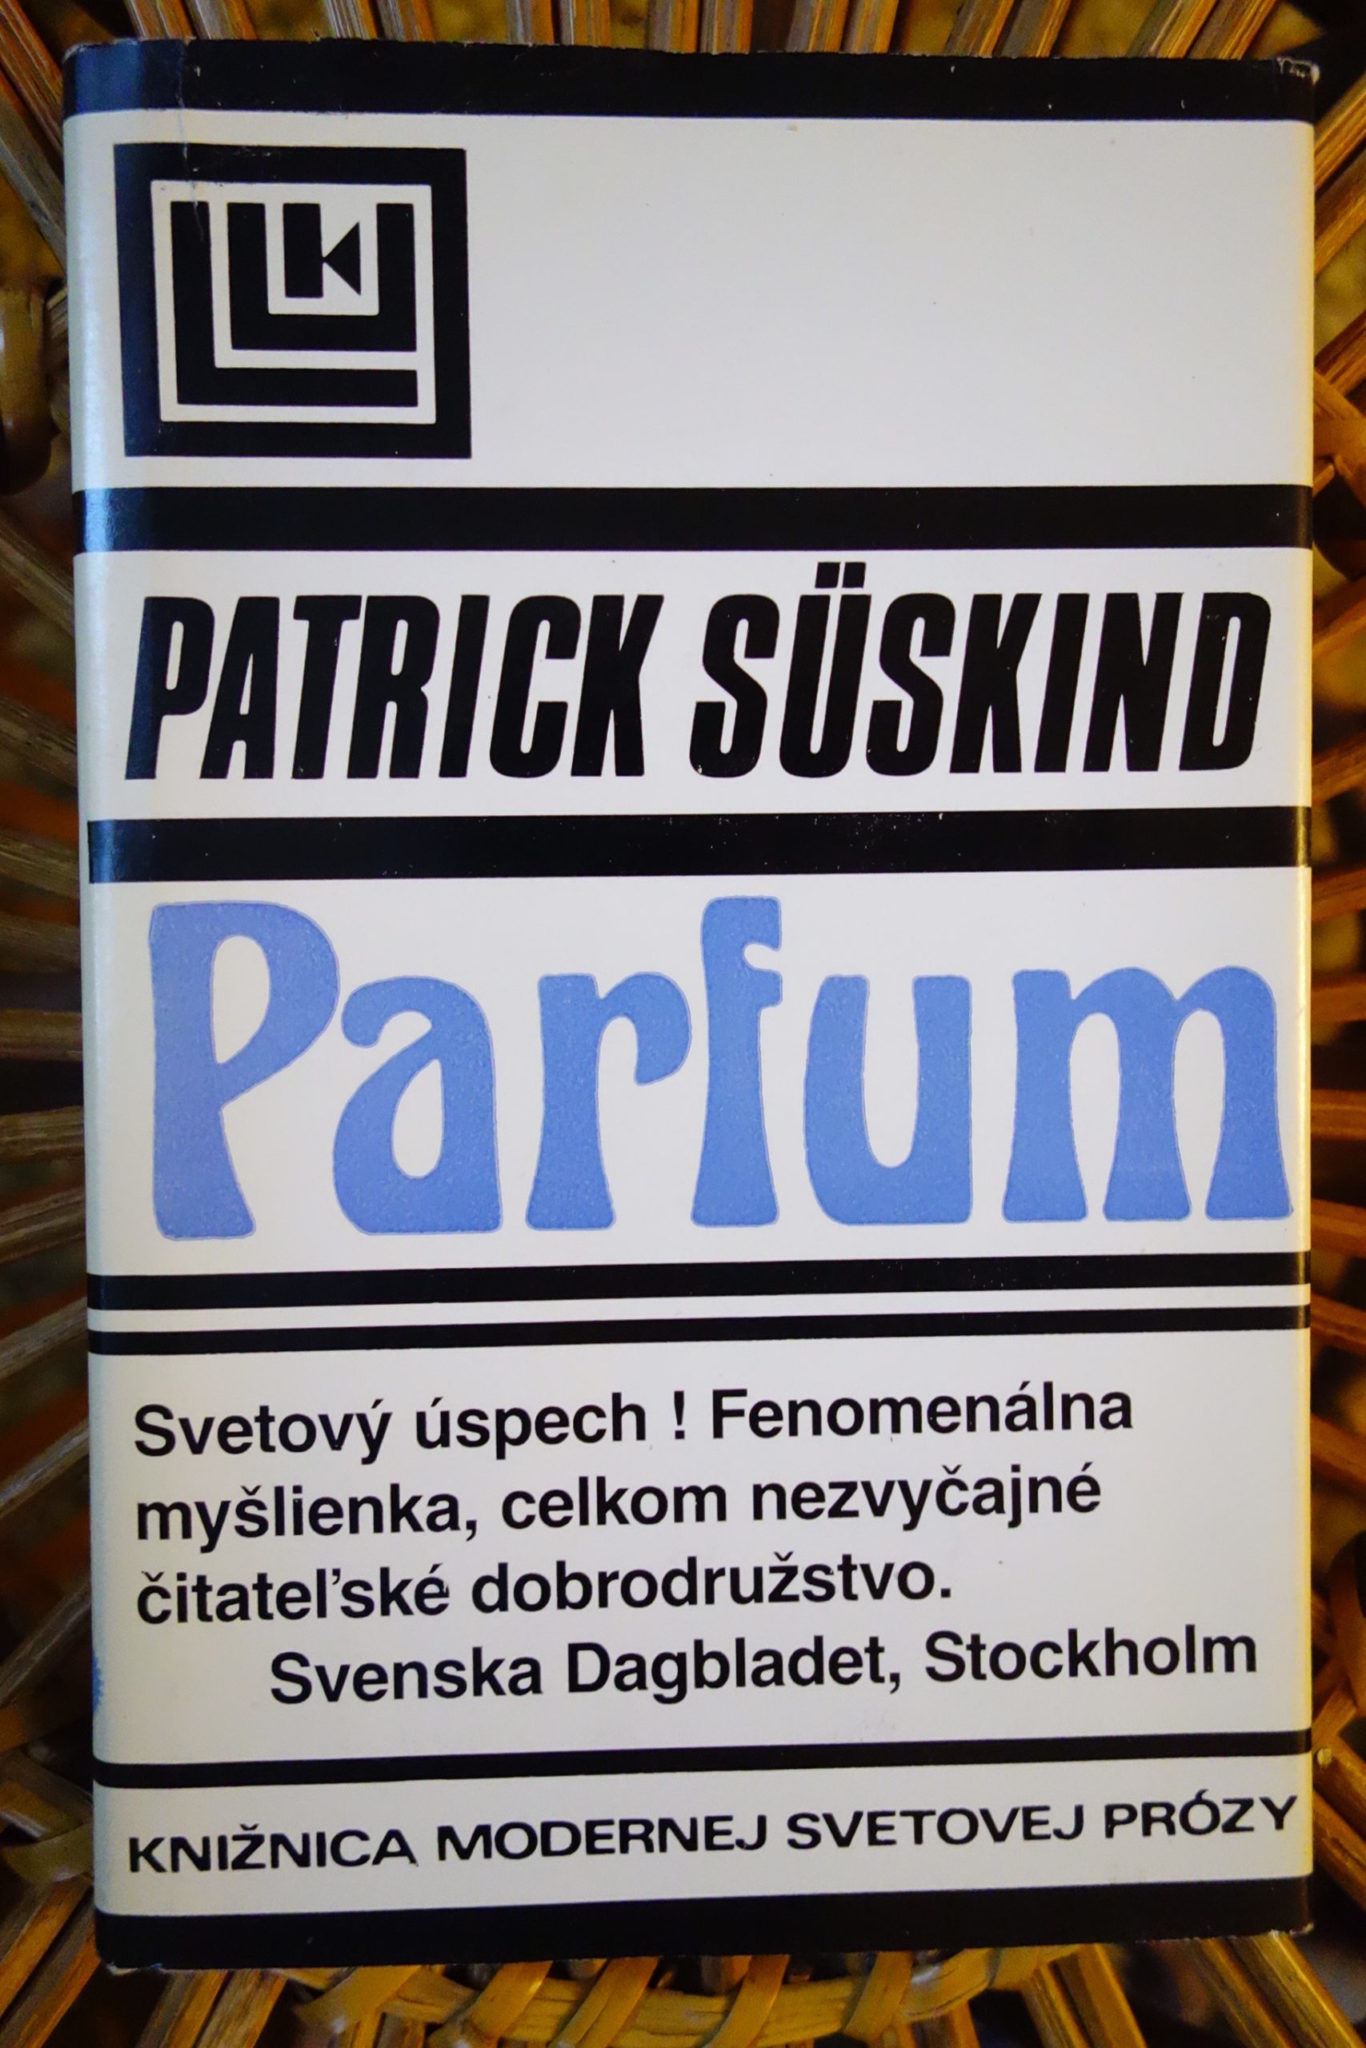 K
PATRICK SÜSKIND
Parfum
Svetový úspech ! Fenomenálna
myšlienka, celkom nezvyčajné
čitateľské dobrodružstvo.
Svenska Dagbladet, Stockholm
KNIŽNICA MODERNEJ SVETOVEJ PRÓZY